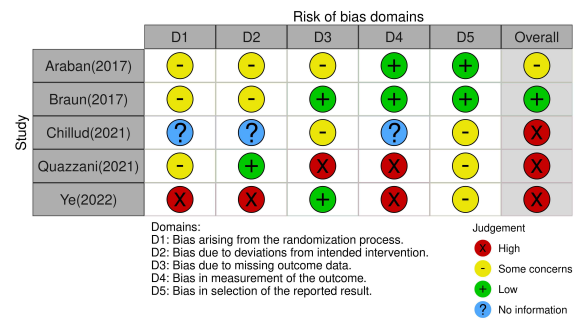 Risk of bias domains
D1 D2 D3 D4 D5 Overall
Study
Araban(2017) - - - + + -
Braun(2017) - - + + + +
Chillud(2021) ? ? - ? - X
Quazzani(2021) - + X X - X
Ye(2022) X X + X - X
Domains:
D1: Bias arising from the randomization process.
D2: Bias due to deviations from intended intervention.
D3: Bias due to missing outcome data.
D4: Bias in measurement of the outcome.
D5: Bias in selection of the reported result.
Judgement
X High
- Some concerns
+ Low
? No information